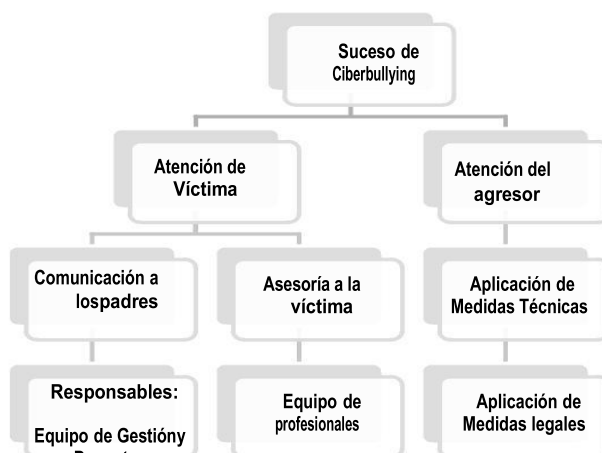 Suceso de
Ciberbullying
Atención de
Víctima
Atención del
agresor
Comunicación a
lospadres
Asesoría a la
víctima
Aplicación de
Medidas Técnicas
Responsables:
Equipo de Gestióny
Equipo de
profesionales
Aplicación de
Medidas legales